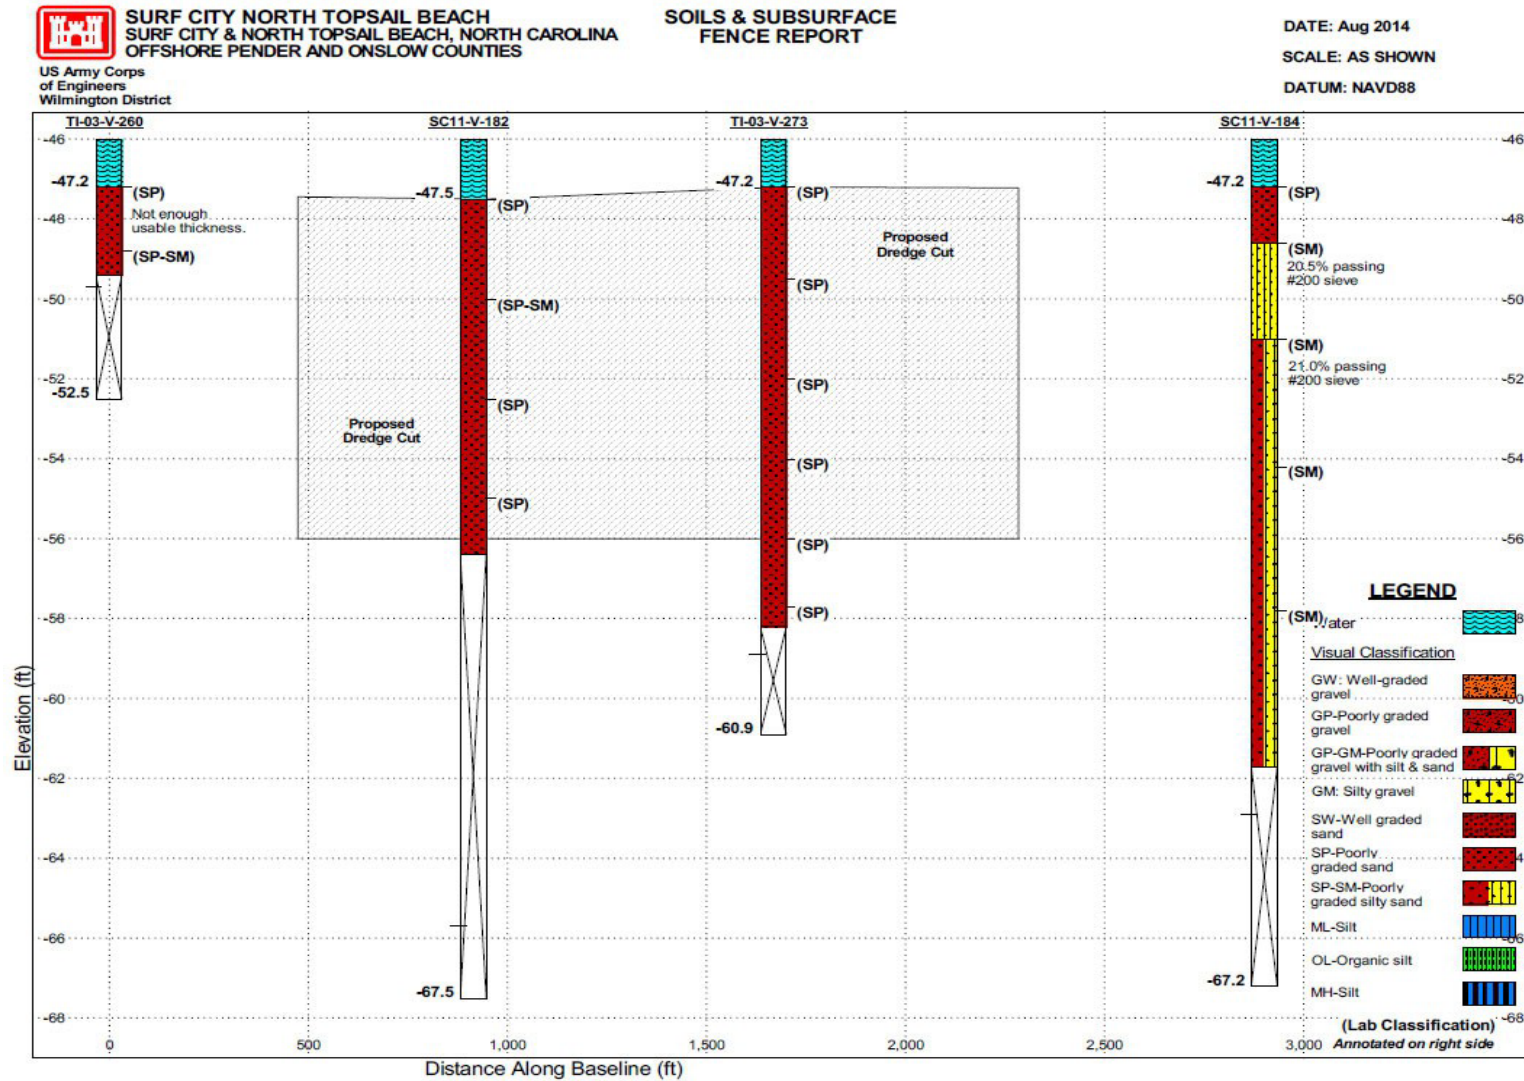 SURF CITY NORTH TOPSAIL BEACH
SURF CITY & NORTH TOPSAIL BEACH, NORTH CAROLINA
OFFSHORE PENDER AND ONSLOW COUNTIES
US Army Corps
of Engineers
Wilmington District
SOILS & SUBSURFACE
FENCE REPORT
DATE: Aug 2014
SCALE: AS SHOWN
DATUM: NAVD88
TI-03-V-260
SC11-V-182
TI-03-V-273
SC11-V-184
-46
-48
-50
-52
-54
-56
-58
-60
-62
-64
-66
-68
Elevation (ft)
-47.2
(SP)
Not enough
usable thickness.
(SP-SM)
-52.5
-47.5
(SP)
(SP-SM)
(SP)
(SP)
-67.5
Proposed
Dredge Cut
-47.2
(SP)
(SP)
(SP)
(SP)
(SP)
(SP)
-60.9
Proposed
Dredge Cut
-47.2
(SP)
(SM)
20.5% passing
#200 sieve
(SM)
21.0% passing
#200 sieve
(SM)
(SM)
-67.2
-46
-48
-50
-52
-54
-56
LEGEND
Water
Visual Classification
GW: Well-graded
gravel
GP-Poorly graded
gravel
GP-GM-Poorly graded
gravel with silt & sand
GM: Silty gravel
SW-Well graded
sand
SP-Poorly
graded sand
SP-SM-Poorly
graded silty sand
ML-Silt
OL-Organic silt
MH-Silt
(Lab Classification)
Annotated on right side
-68
0
500
1,000
1,500
2,000
2,500
3,000
Distance Along Baseline (ft)